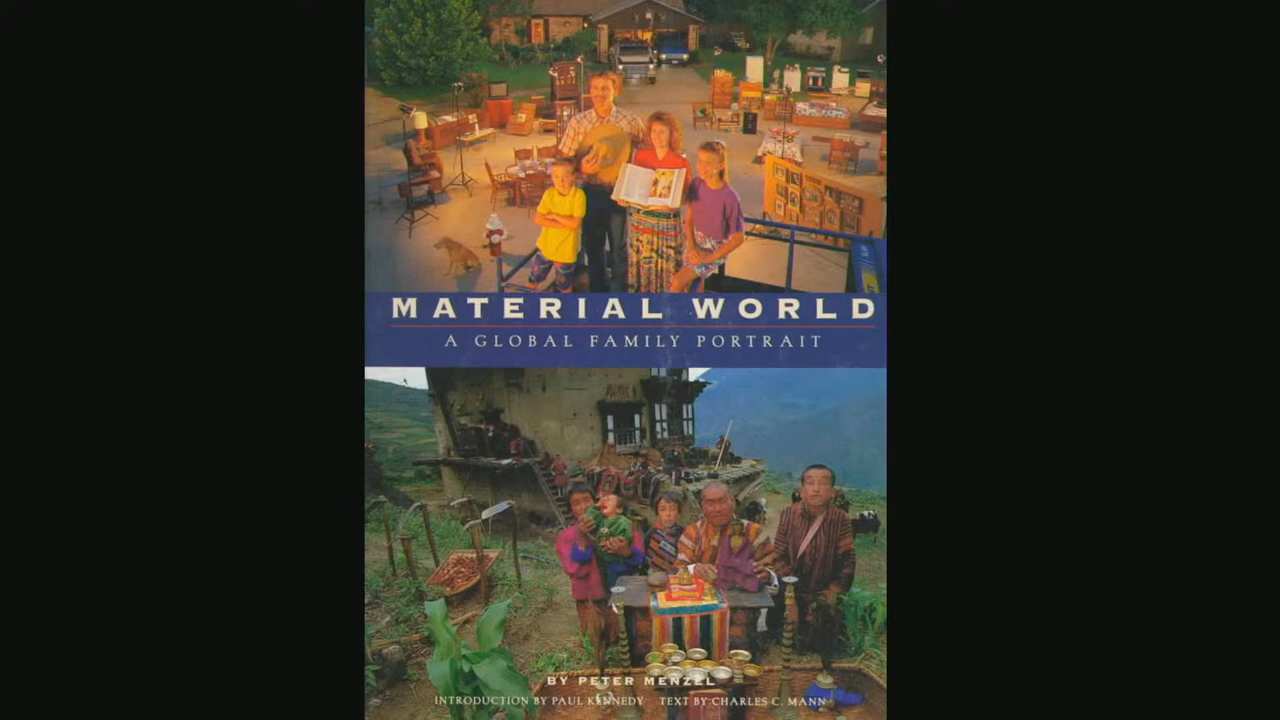 MATERIAL WORLD
A GLOBAL FAMILY PORTRAIT
BY PETER MENZEL
INTRODUCTION BY PAUL KENNEDY TEXT BY CHARLES C. MANN